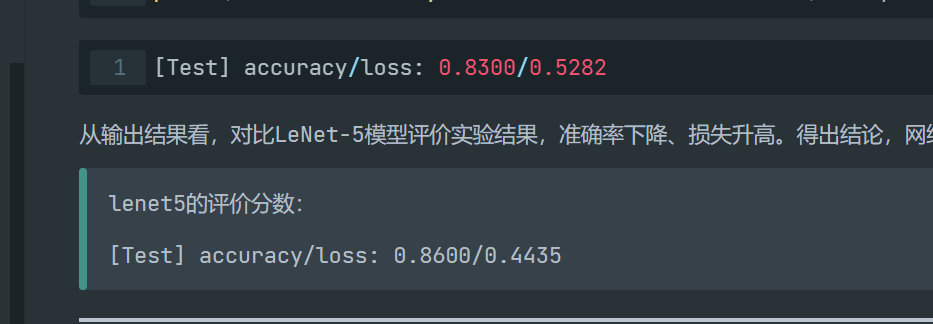 1 [Test] accuracy/loss: 0.8300/0.5282
从输出结果看，对比LeNet-5模型评价实验结果，准确率下降、损失升高。得出结论，网
lenet5的评价分数：
[Test] accuracy/loss: 0.8600/0.4435